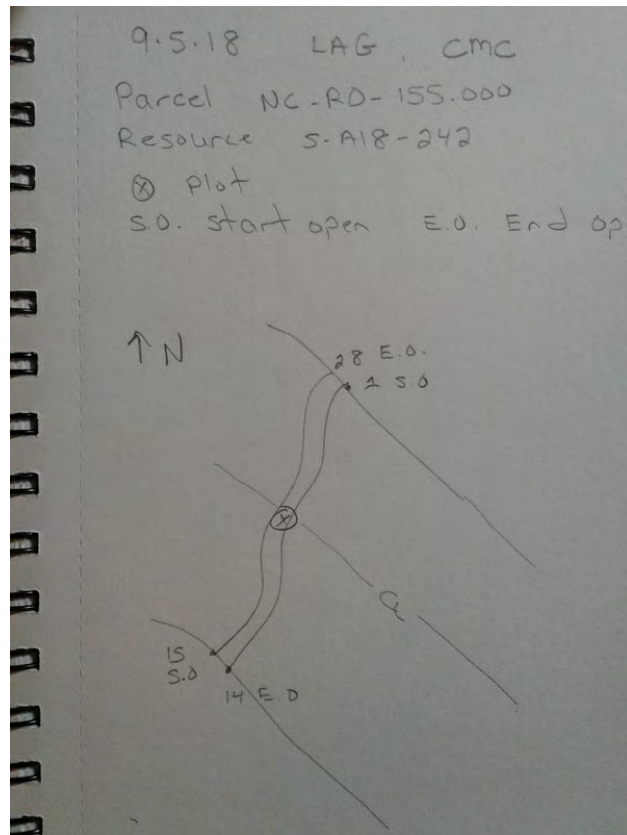 9.5.18 LAG, CMC
Parcel NC-RO-155.000
Resource S-A18-242
⊗ Plot
S.O. start open E.O. End op
↑ N
28 E.O.
1 S.O
℄
15
S.O
14 E.O